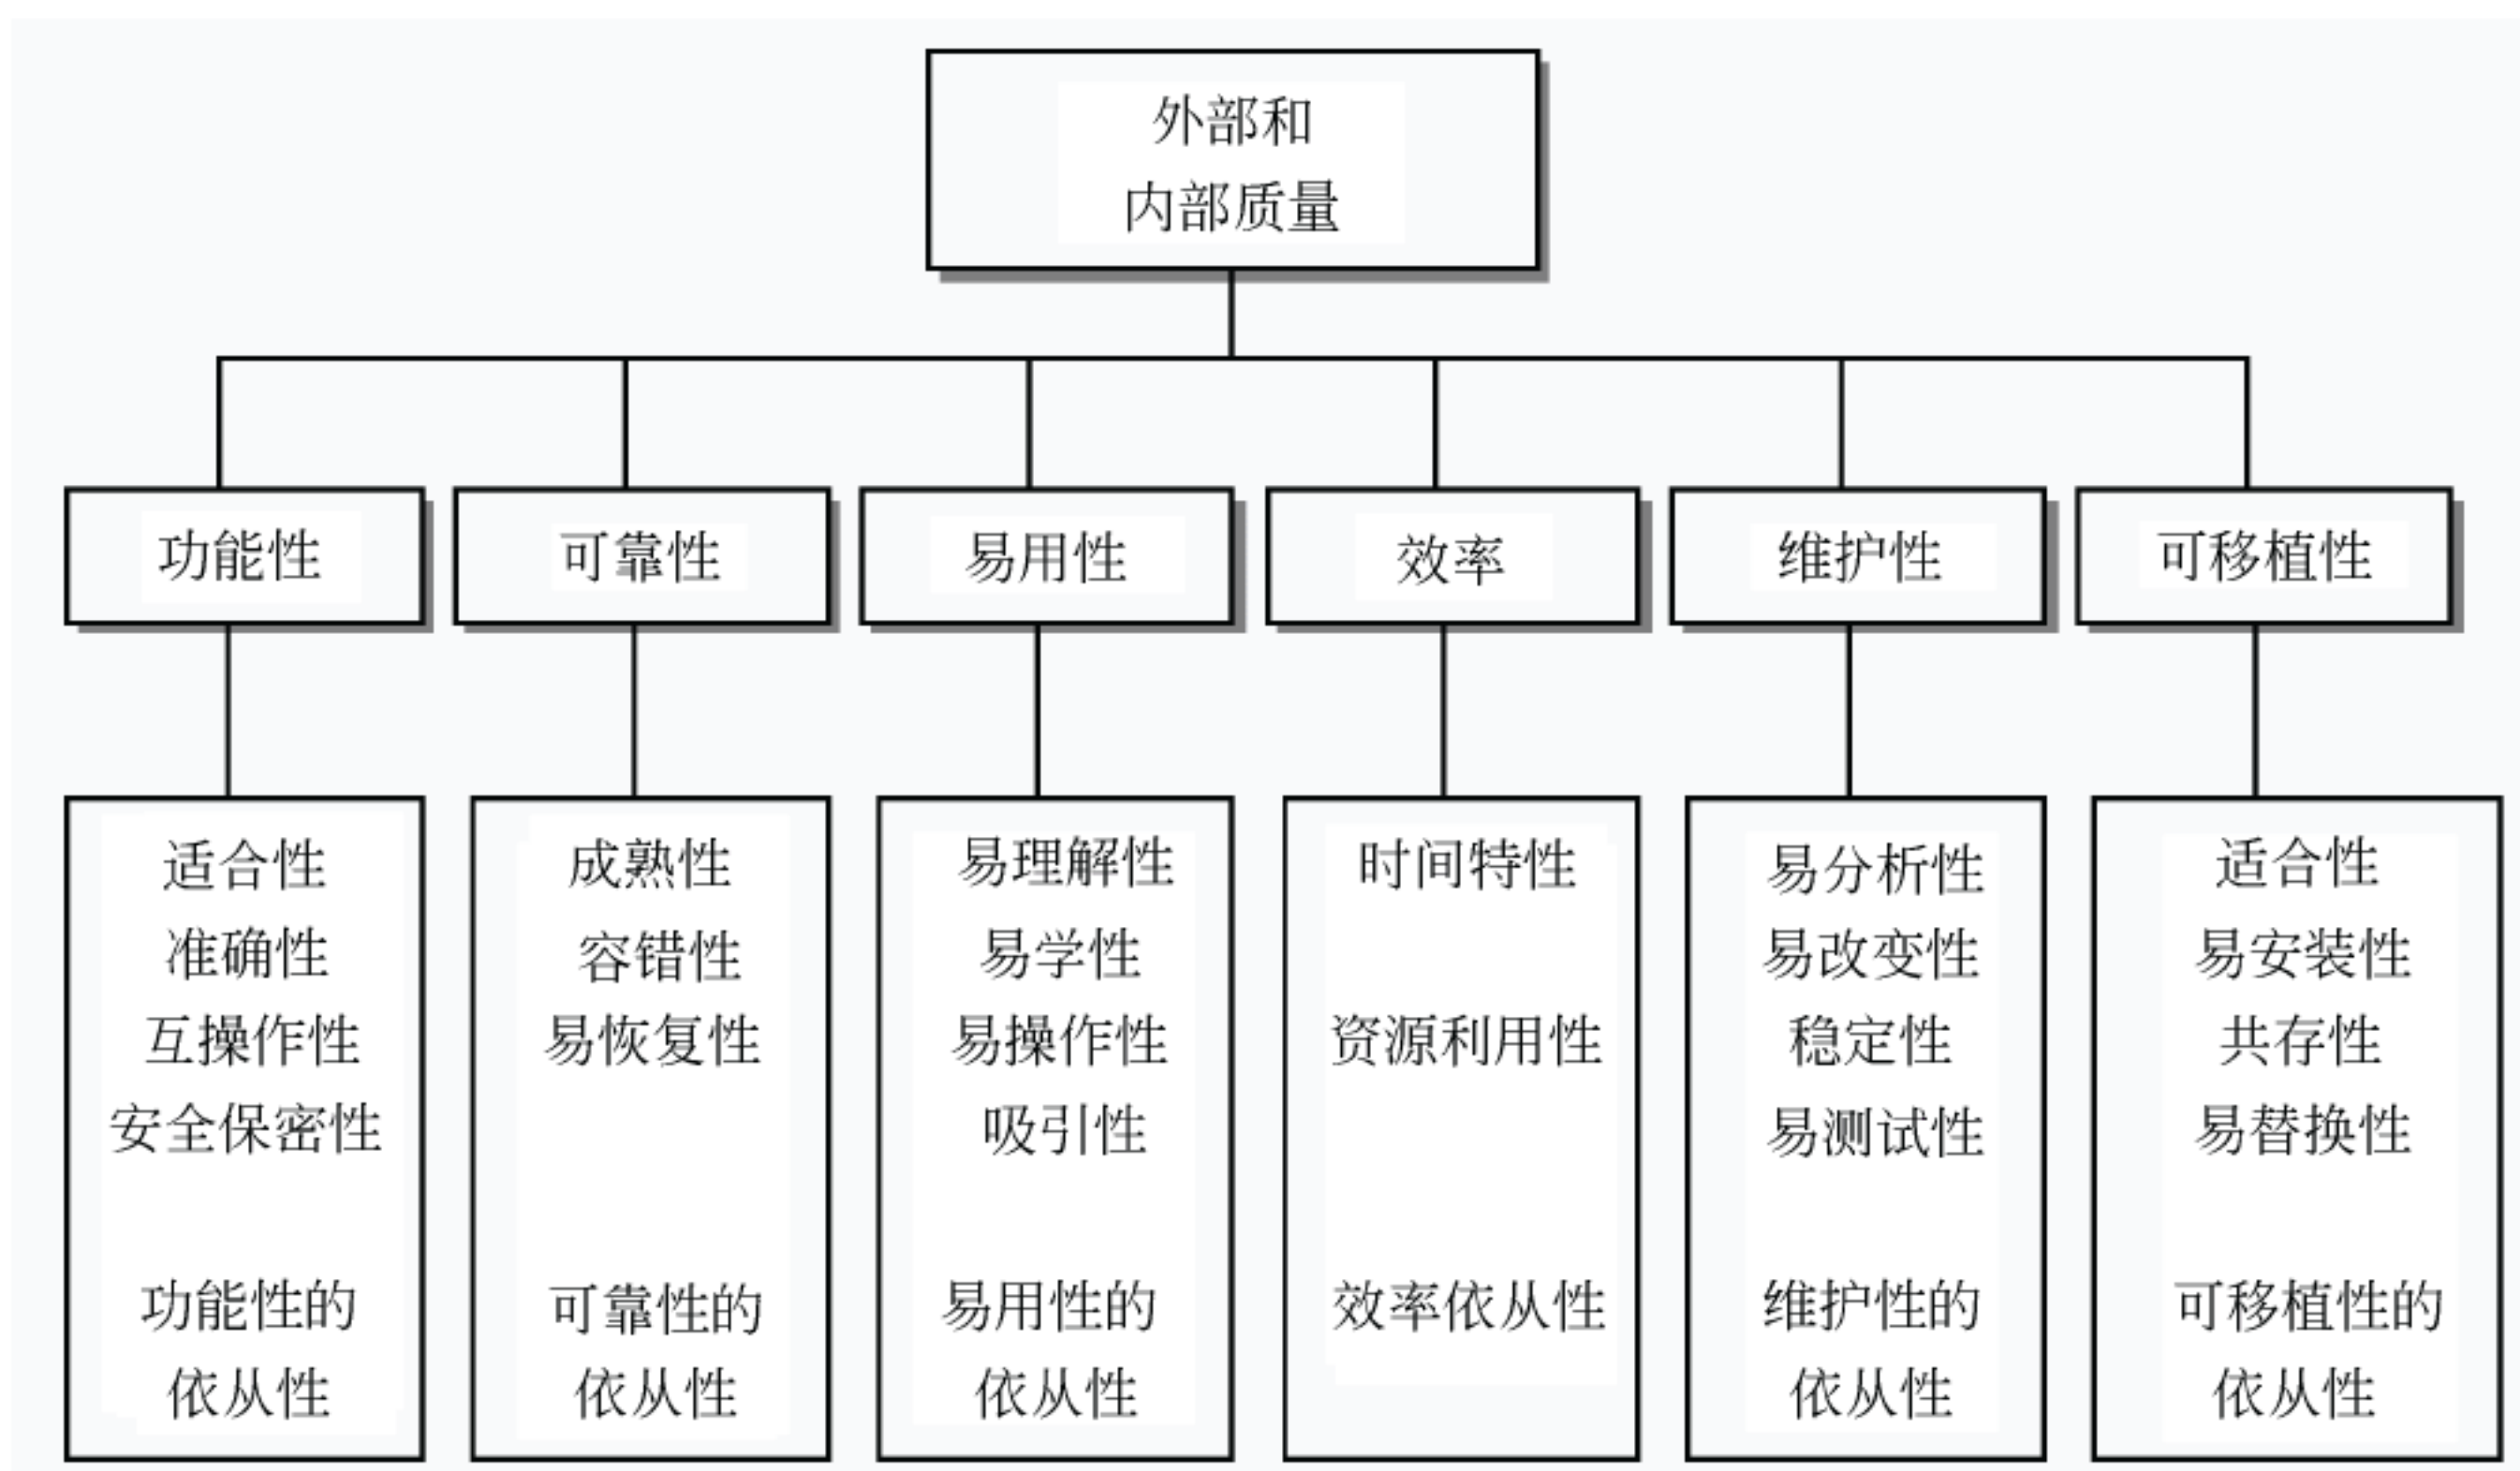 外部和
内部质量
功能性
可靠性
易用性
效率
维护性
可移植性
适合性
准确性
互操作性
安全保密性
功能性的
依从性
成熟性
容错性
易恢复性
可靠性的
依从性
易理解性
易学性
易操作性
吸引性
易用性的
依从性
时间特性
资源利用性
效率依从性
易分析性
易改变性
稳定性
易测试性
维护性的
依从性
适合性
易安装性
共存性
易替换性
可移植性的
依从性